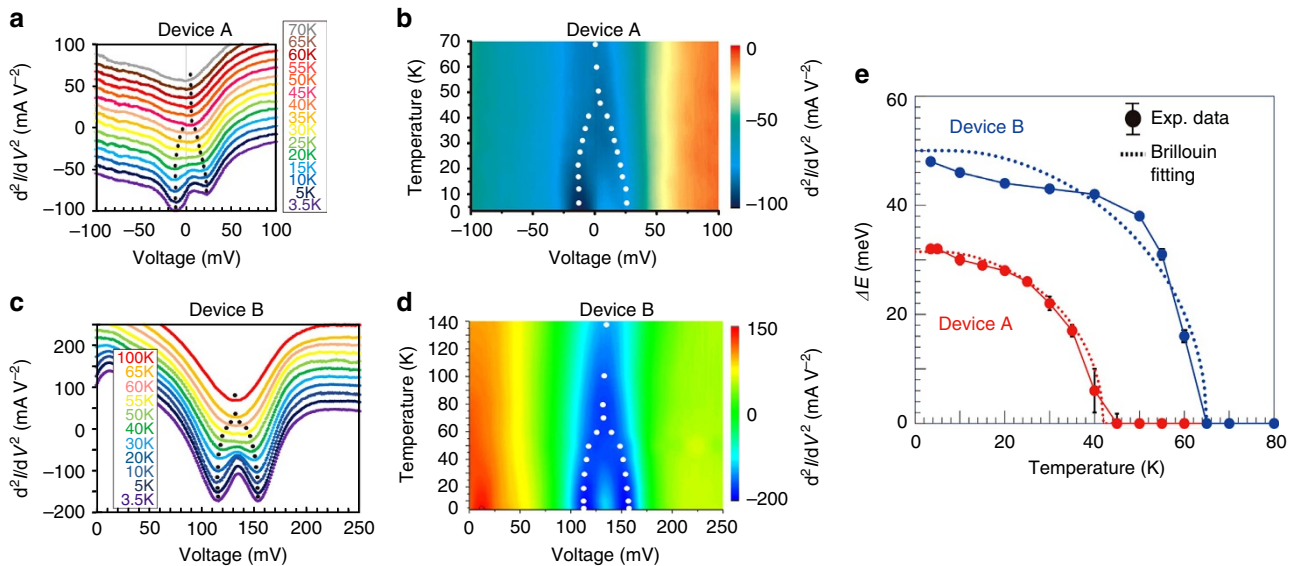 a
Device A
d²I/dV² (mA V⁻²)
100
50
0
−50
−100
−100
−50
0
50
100
Voltage (mV)
70K
65K
60K
55K
50K
45K
40K
35K
30K
25K
20K
15K
10K
5K
3.5K
b
Device A
Temperature (K)
70
60
50
40
30
20
10
3
−100
−50
0
50
100
Voltage (mV)
0
−50
−100
d²I/dV² (mA V⁻²)
c
Device B
d²I/dV² (mA V⁻²)
200
100
0
−100
−200
0
50
100
150
200
250
Voltage (mV)
100K
65K
60K
55K
50K
40K
30K
20K
10K
5K
3.5K
d
Device B
Temperature (K)
140
120
100
80
60
40
20
4
0
50
100
150
200
250
Voltage (mV)
150
0
−200
d²I/dV² (mA V⁻²)
e
ΔE (meV)
60
40
20
0
Device B
Device A
Exp. data
Brillouin
fitting
0
20
40
60
80
Temperature (K)